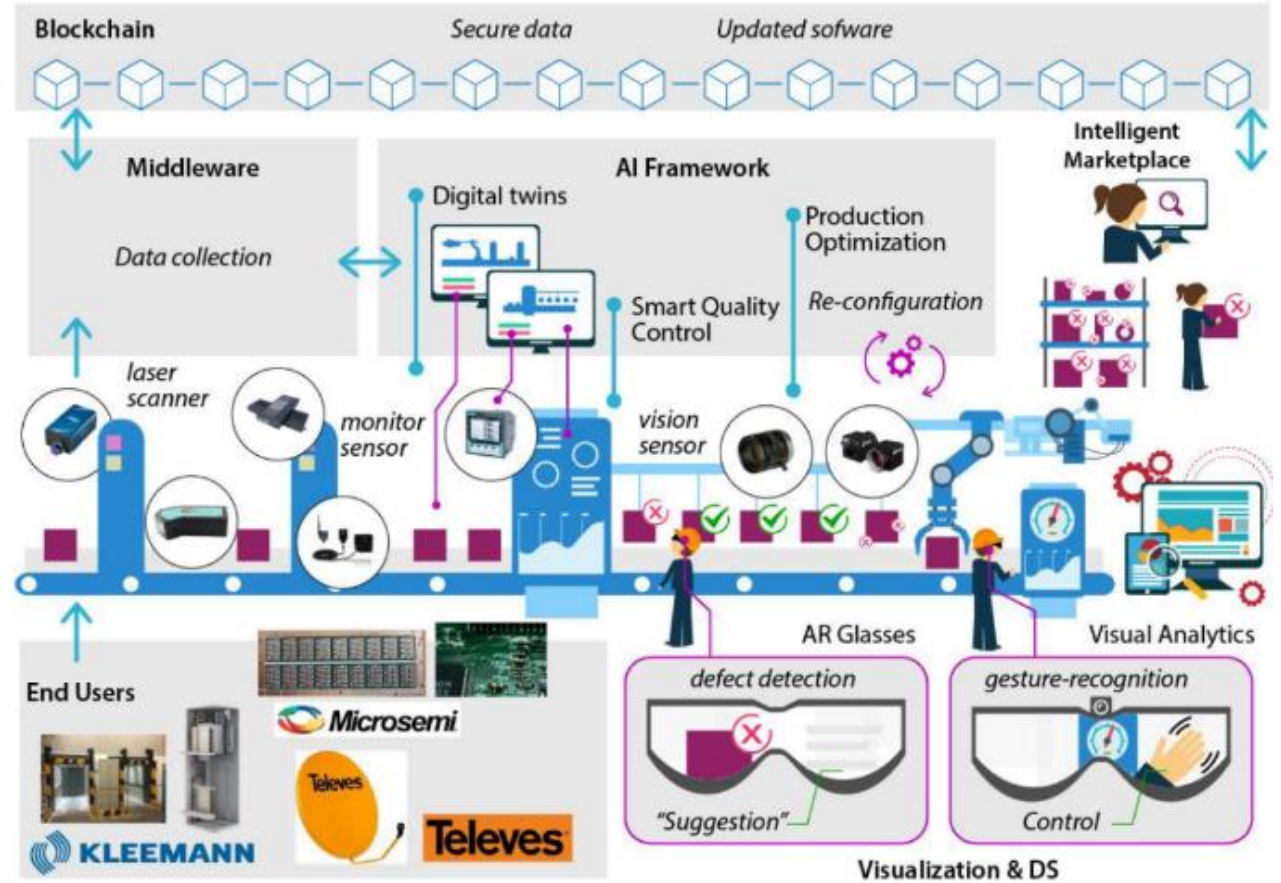 Blockchain
Secure data
Updated sofware
Intelligent
Marketplace
Middleware
Data collection
AI Framework
Digital twins
Production
Optimization
Smart Quality
Control
Re-configuration
laser
scanner
monitor
sensor
vision
sensor
AR Glasses
Visual Analytics
End Users
Microsemi
Televes
Televes
KLEEMANN
defect detection
"Suggestion"
gesture-recognition
Control
Visualization & DS